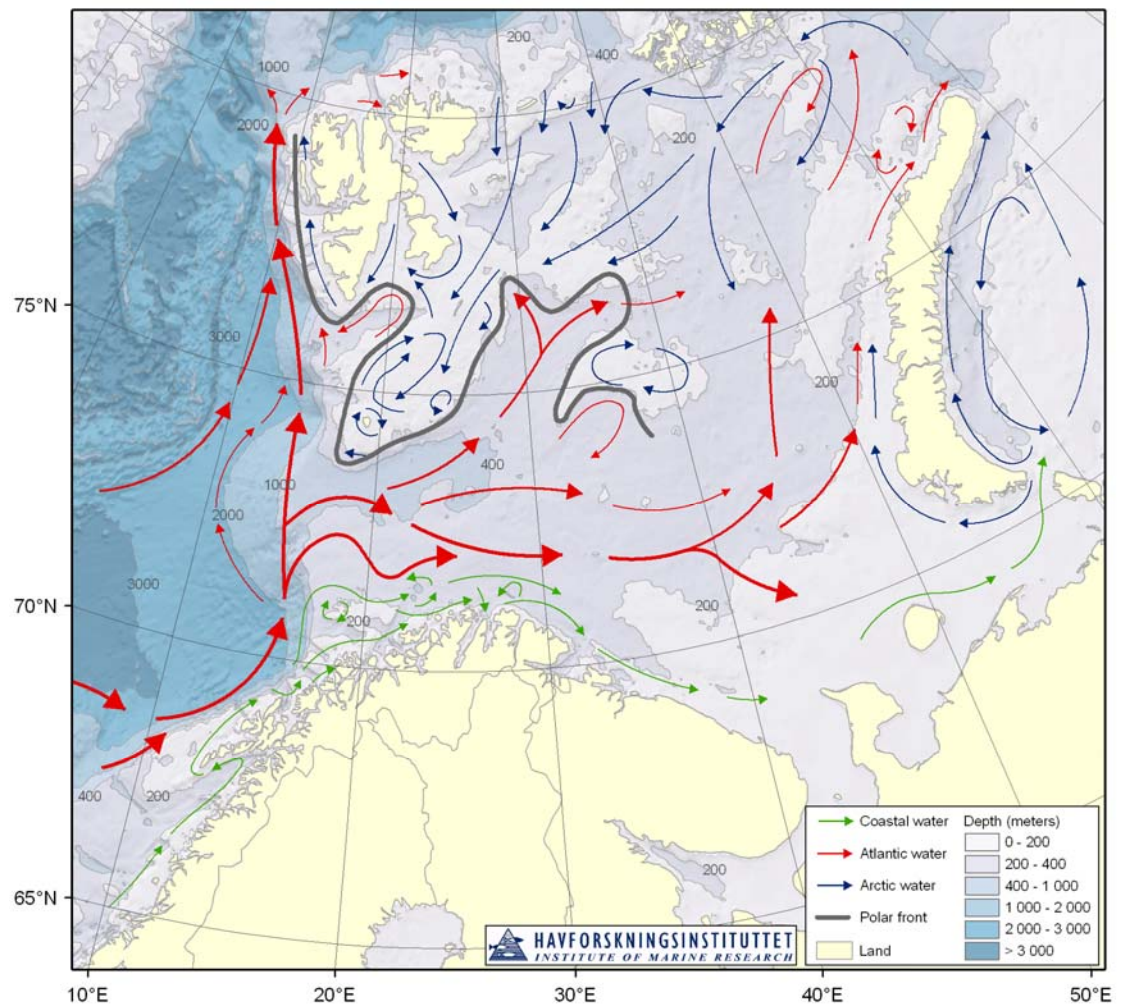 200
400
1000
2000
200
75°N
3000
200
400
1000
2000
3000
70°N
200
200
400
200
200
65°N
Coastal water
Atlantic water
Arctic water
Polar front
Land
Depth (meters)
0 - 200
200 - 400
400 - 1 000
1 000 - 2 000
2 000 - 3 000
> 3 000
HAVFORSKNINGSINSTITUTTET
INSTITUTE OF MARINE RESEARCH
10°E
20°E
30°E
40°E
50°E